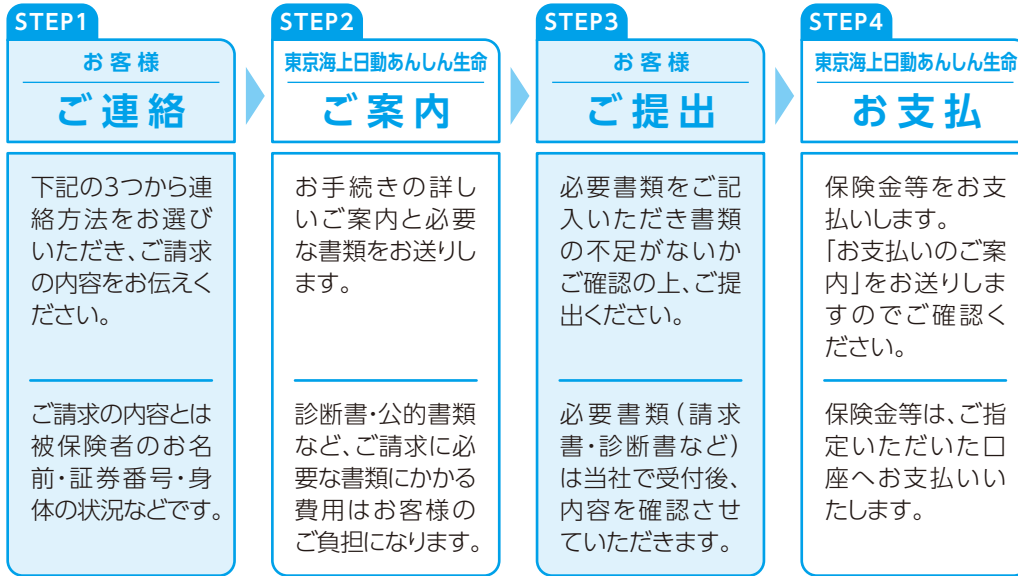 STEP1
お客様
ご連絡
下記の3つから連
絡方法をお選び
いただき、ご請求
の内容をお伝えく
ださい。
ご請求の内容とは
被保険者のお名
前・証券番号・身
体の状況などです。
STEP2
東京海上日動あんしん生命
ご案内
お手続きの詳し
いご案内と必要
な書類をお送りし
ます。
診断書・公的書類
など、ご請求に必
要な書類にかかる
費用はお客様の
ご負担になります。
STEP3
お客様
ご提出
必要書類をご記
入いただき書類
の不足がないか
ご確認の上、ご提
出ください。
必要書類(請求
書・診断書など)
は当社で受付後、
内容を確認させ
ていただきます。
STEP4
東京海上日動あんしん生命
お支払
保険金等をお支
払いします。
「お支払いのご案
内」をお送りしま
すのでご確認く
ださい。
保険金等は、ご指
定いただいた口
座へお支払いい
たします。